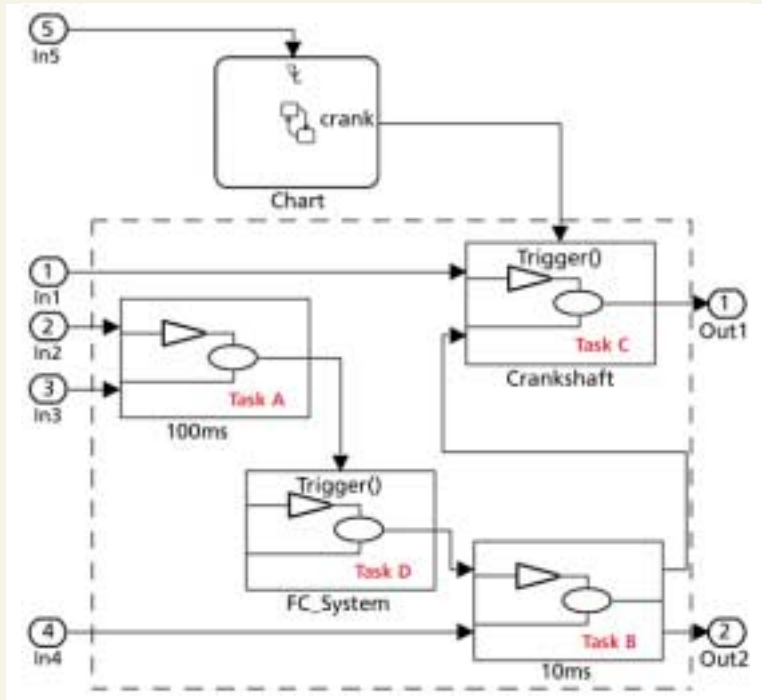 5
In5
crank
Chart
1
In1
Trigger()
Task C
Crankshaft
1
Out1
2
In2
3
In3
Task A
100ms
Trigger()
Task D
FC_System
4
In4
Task B
10ms
2
Out2